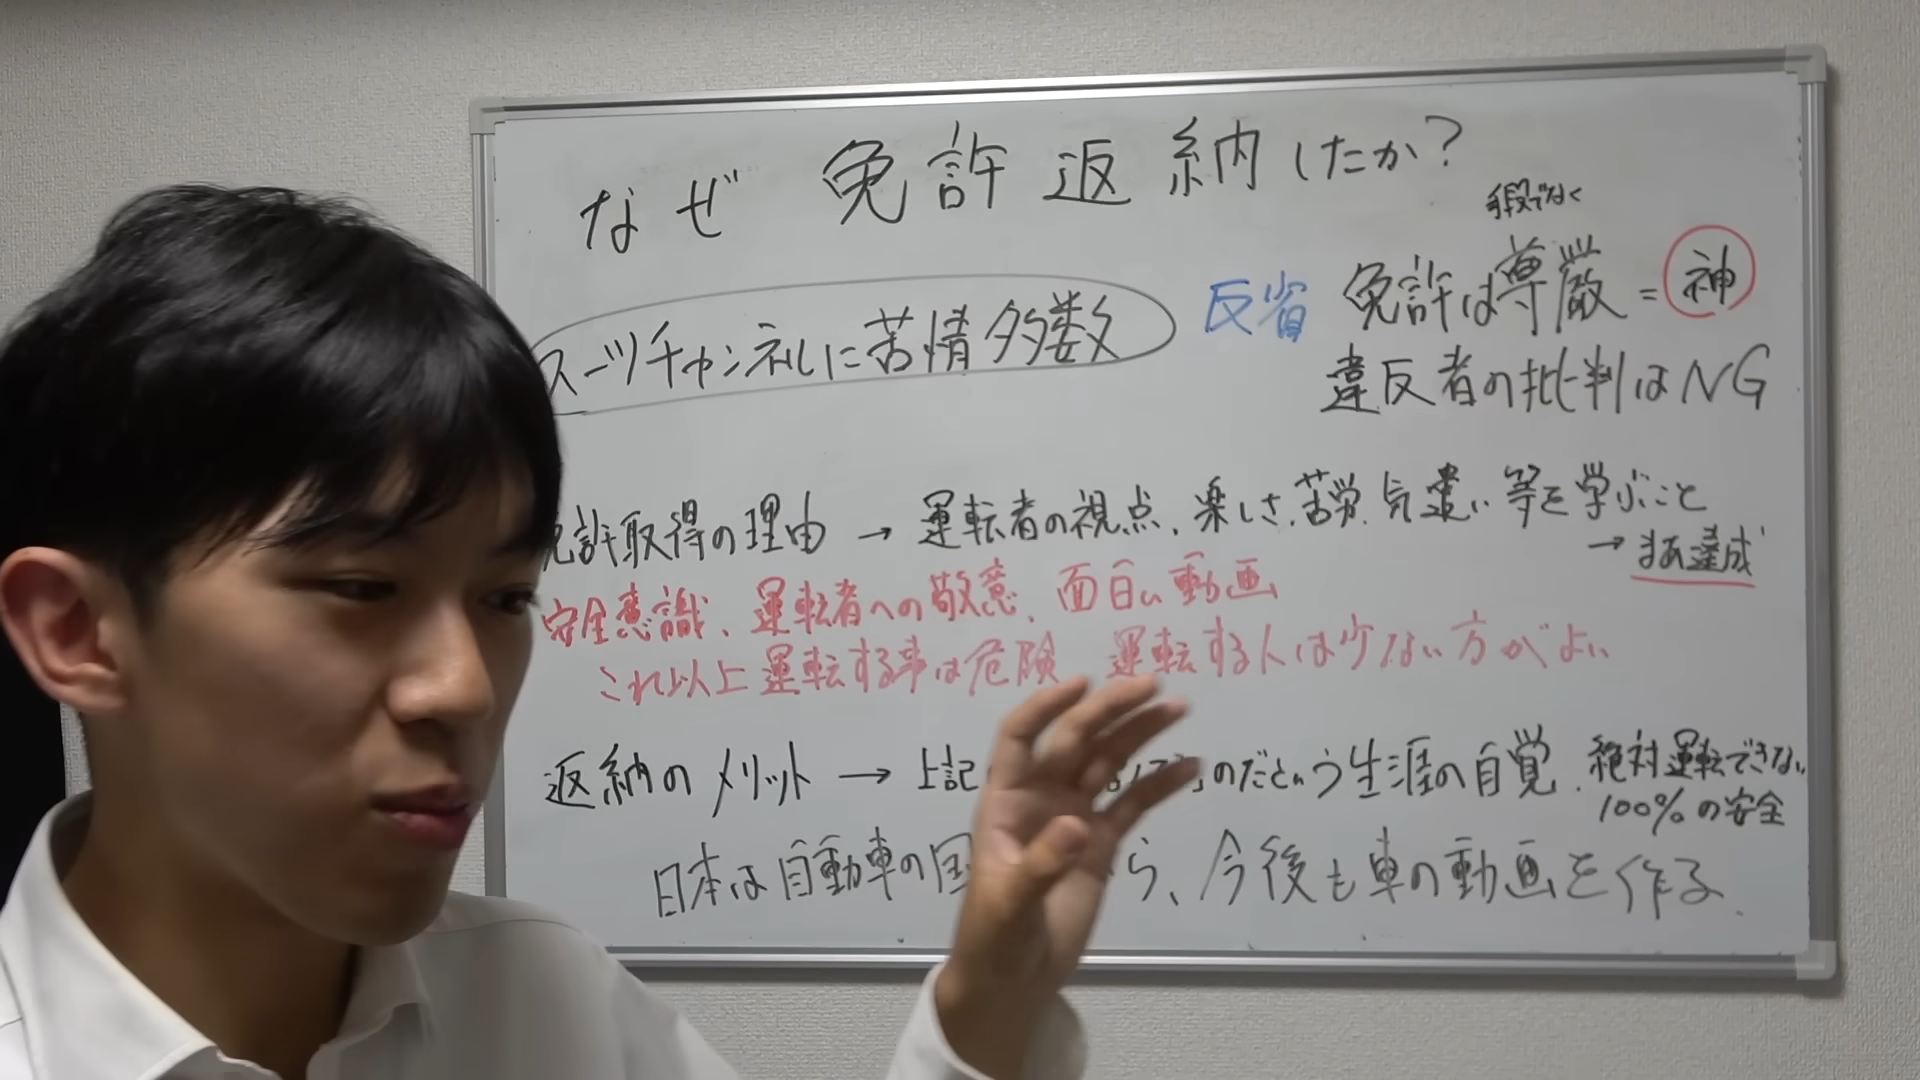 なぜ 免許返納したか?
手段でなく
スーツチャンネルに苦情多数
反省 免許は尊厳=神
違反者の批判はNG
免許取得の理由→運転者の視点、楽しさ、苦労、気遣い等を学ぶこと
→まあ達成
安全意識、運転者への敬意、面白い動画
これ以上運転する事は危険 運転する人は少ない方がよい
返納のメリット→上記 のだという生涯の自覚、絶対運転できない
100%の安全
日本は自動車の国 ら、今後も車の動画を作る。